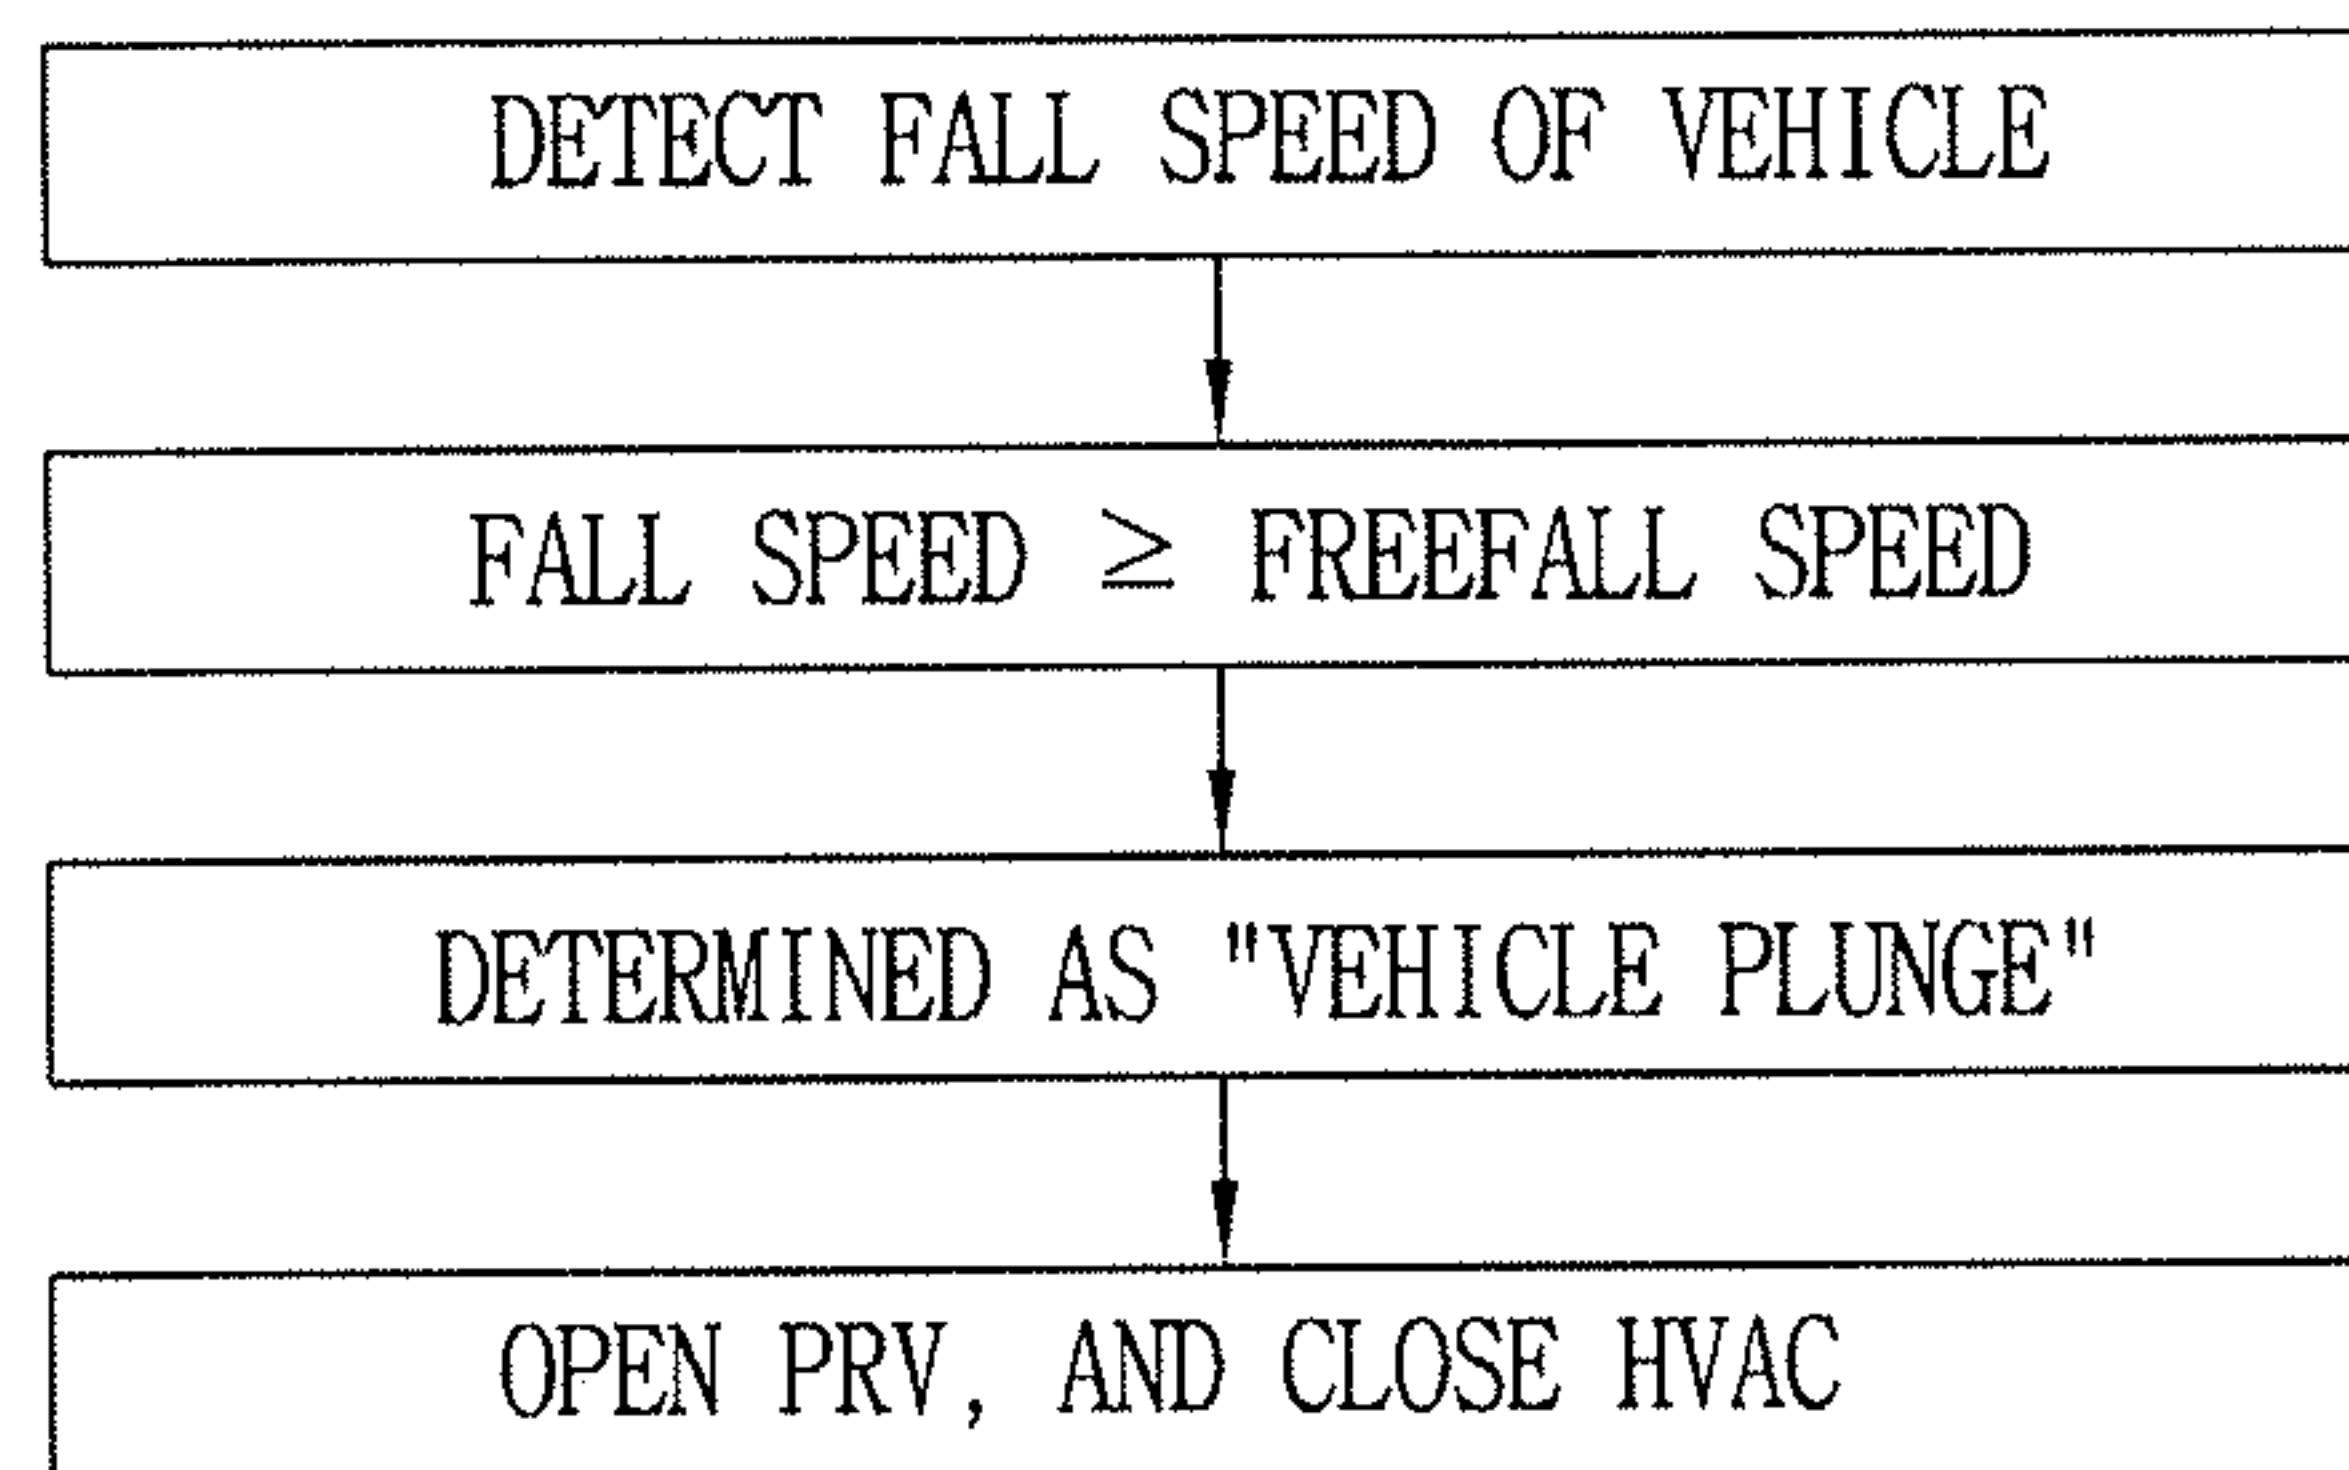 DETECT FALL SPEED OF VEHICLE
FALL SPEED ≥ FREEFALL SPEED
DETERMINED AS "VEHICLE PLUNGE"
OPEN PRV, AND CLOSE HVAC